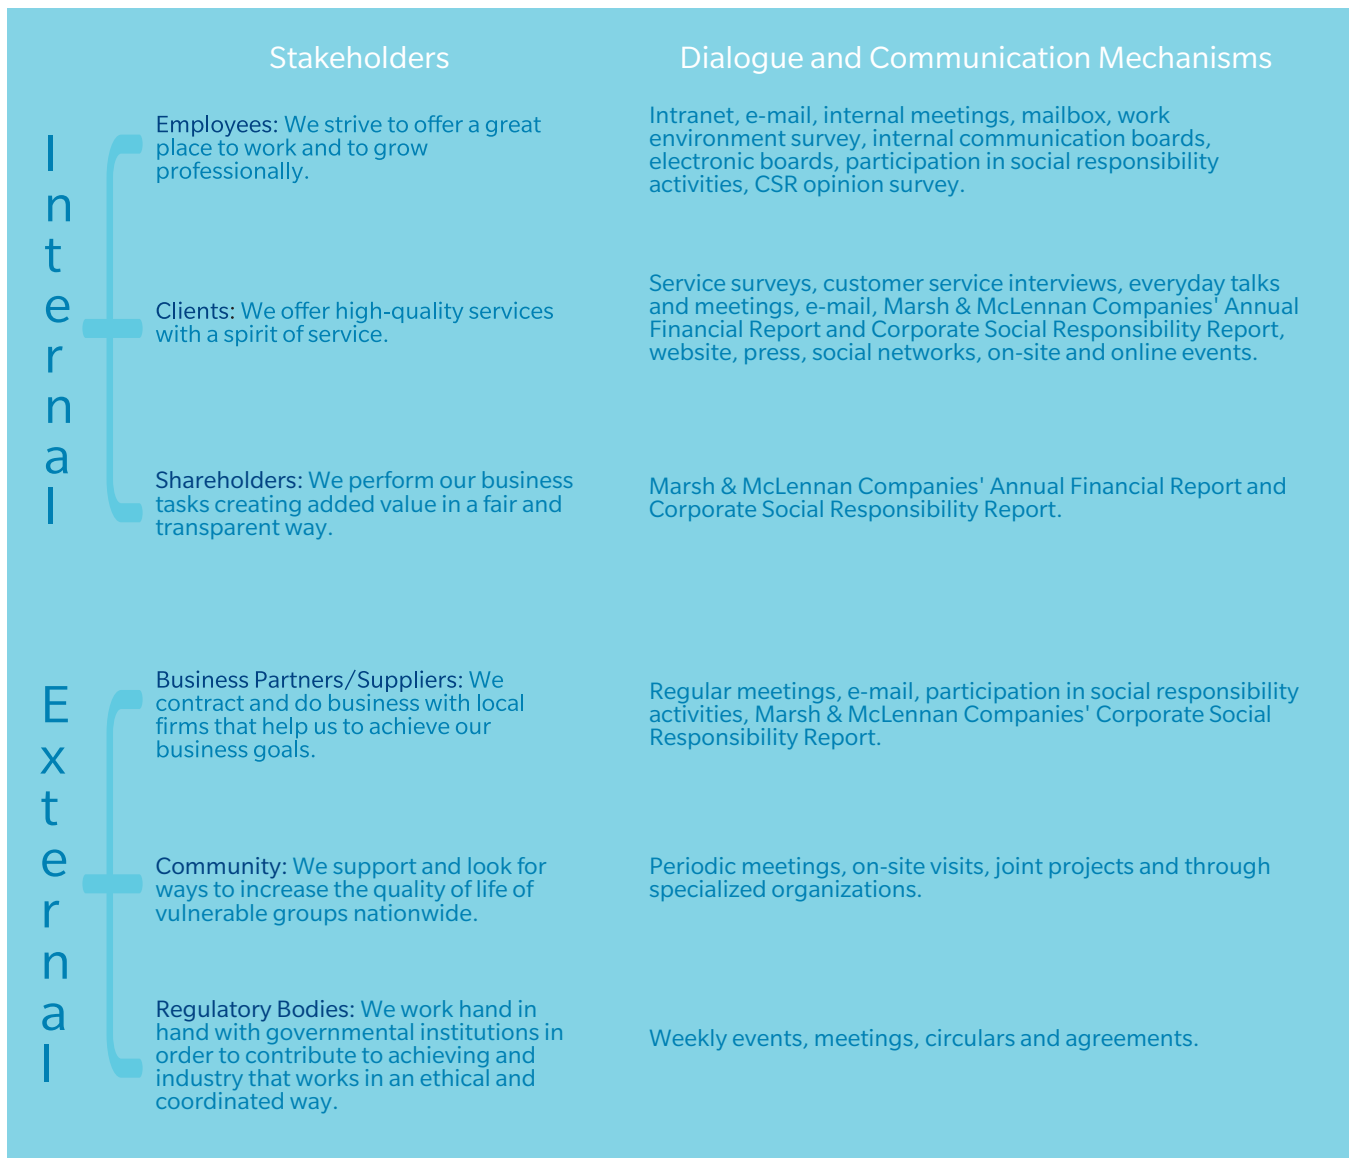 Stakeholders
Dialogue and Communication Mechanisms
Internal
Employees: We strive to offer a great
place to work and to grow
professionally.
Intranet, e-mail, internal meetings, mailbox, work
environment survey, internal communication boards,
electronic boards, participation in social responsibility
activities, CSR opinion survey.
Clients: We offer high-quality services
with a spirit of service.
Service surveys, customer service interviews, everyday talks
and meetings, e-mail, Marsh & McLennan Companies' Annual
Financial Report and Corporate Social Responsibility Report,
website, press, social networks, on-site and online events.
Shareholders: We perform our business
tasks creating added value in a fair and
transparent way.
Marsh & McLennan Companies' Annual Financial Report and
Corporate Social Responsibility Report.
External
Business Partners/Suppliers: We
contract and do business with local
firms that help us to achieve our
business goals.
Regular meetings, e-mail, participation in social responsibility
activities, Marsh & McLennan Companies' Corporate Social
Responsibility Report.
Community: We support and look for
ways to increase the quality of life of
vulnerable groups nationwide.
Periodic meetings, on-site visits, joint projects and through
specialized organizations.
Regulatory Bodies: We work hand in
hand with governmental institutions in
order to contribute to achieving and
industry that works in an ethical and
coordinated way.
Weekly events, meetings, circulars and agreements.